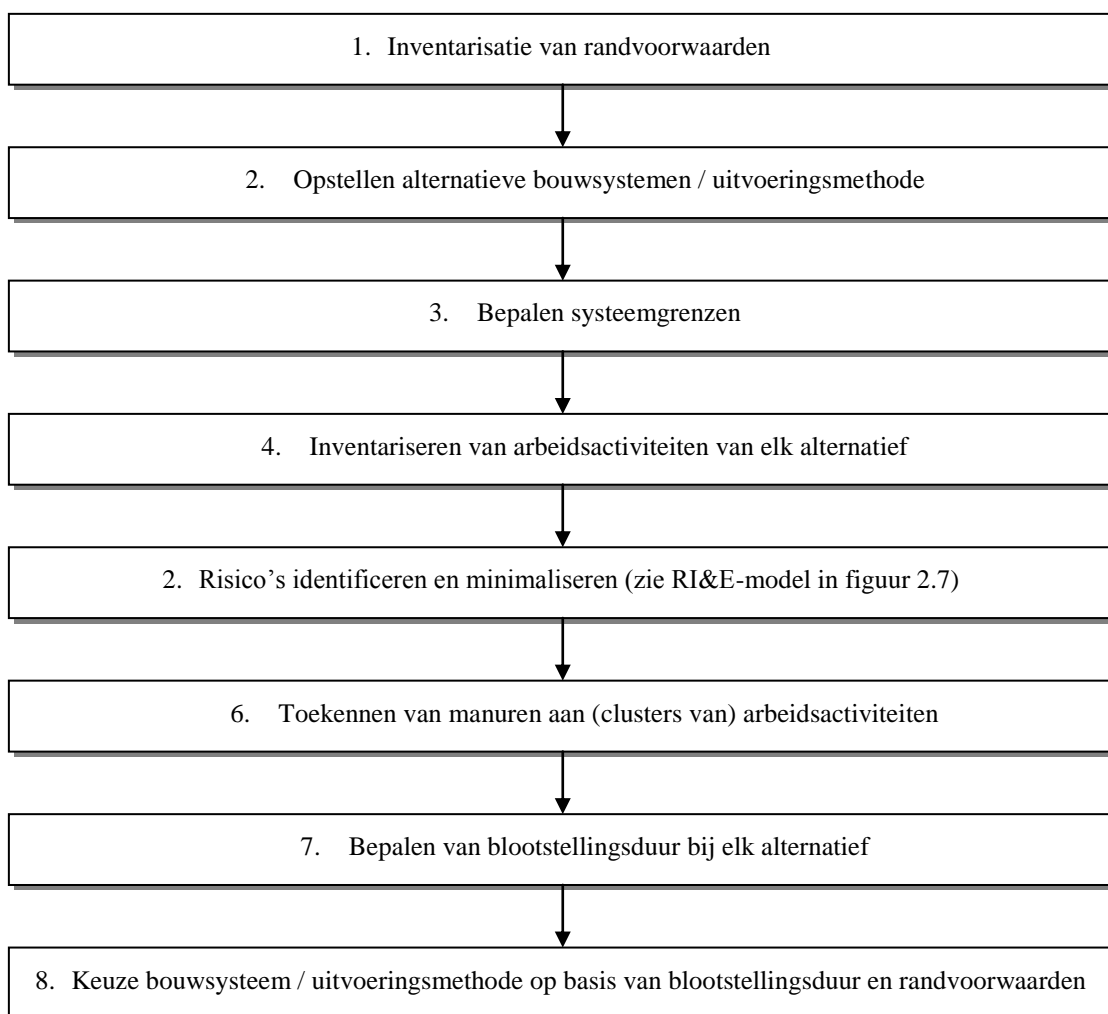 1. Inventarisatie van randvoorwaarden
2. Opstellen alternatieve bouwsystemen / uitvoeringsmethode
3. Bepalen systeemgrenzen
4. Inventariseren van arbeidsactiviteiten van elk alternatief
2. Risico’s identificeren en minimaliseren (zie RI&E-model in figuur 2.7)
6. Toekennen van manuren aan (clusters van) arbeidsactiviteiten
7. Bepalen van blootstellingsduur bij elk alternatief
8. Keuze bouwsysteem / uitvoeringsmethode op basis van blootstellingsduur en randvoorwaarden